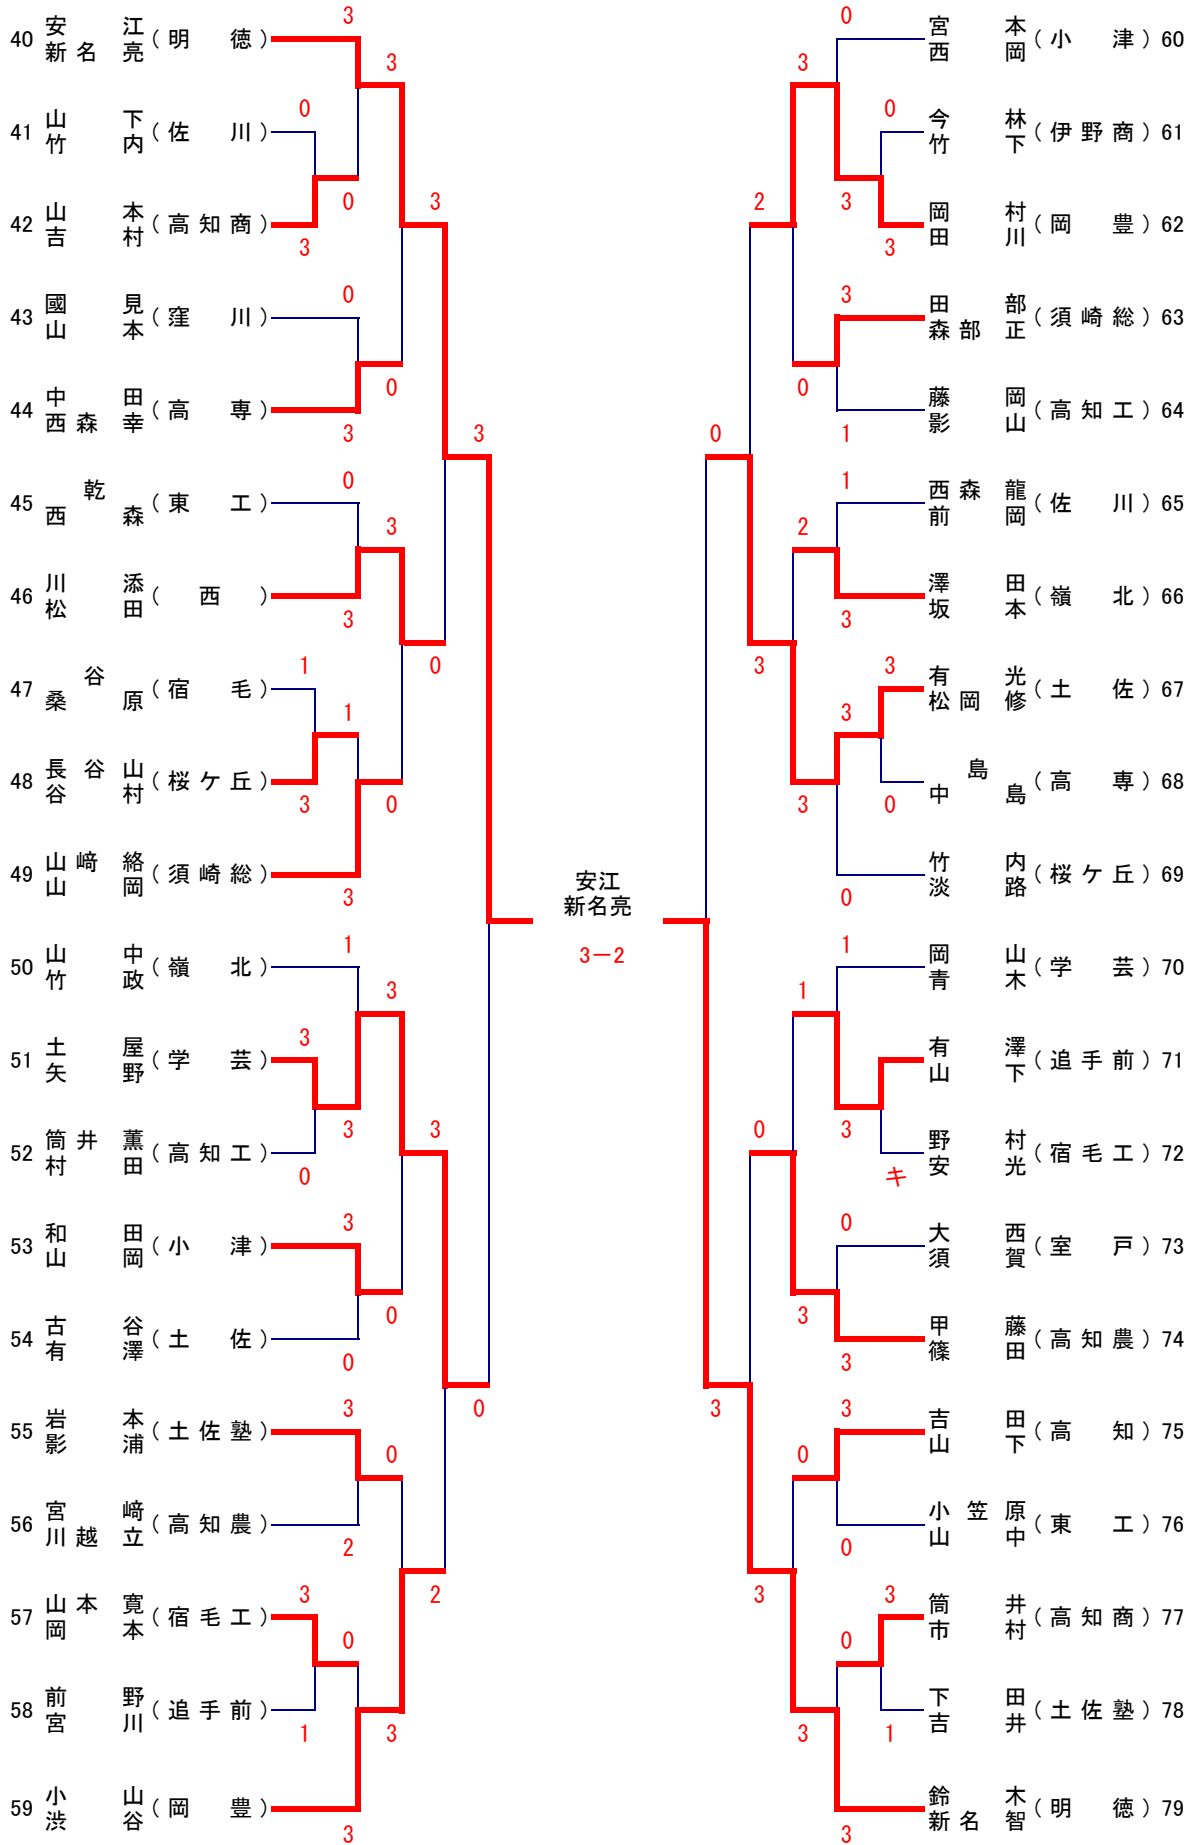 40 安江 新名亮 (明徳) 3
3
41 山下 竹内 (佐川) 0
0
42 山本 吉村 (高知商) 3
3
43 國見 山本 (窪川) 0
0
44 中田 西森幸 (高専) 3
3
45 乾 西森 (東工) 0
3
46 川添 松田 (西) 3
0
47 桑谷原 (宿毛) 1
1
48 長谷山 谷村 (桜ケ丘) 3
0
49 山﨑絡 山岡 (須崎総) 3
50 山中 竹政 (嶺北) 1
3
51 土屋 矢野 (学芸) 3
3
52 筒井薫 村田 (高知工) 0
3
53 和田 山岡 (小津) 3
0
54 古谷 有澤 (土佐) 0
0
55 岩本 影浦 (土佐塾) 3
0
56 宮﨑 川越立 (高知農) 2
2
57 山本寛 岡本 (宿毛工) 3
0
58 前野 宮川 (追手前) 1
3
59 小山 渋谷 (岡豊) 3
安江
新名亮
3−2
0 宮本 西岡 (小津) 60
3
0 今林 竹下 (伊野商) 61
3
2
3 岡村 田川 (岡豊) 62
3 田部 森部正 (須崎総) 63
0
1 藤岡 影山 (高知工) 64
0
1 西森龍 前岡 (佐川) 65
2
3 澤田 坂本 (嶺北) 66
3
3 有光 松岡修 (土佐) 67
3
0 島 中島 (高専) 68
3
0 竹内 淡路 (桜ケ丘) 69
1 岡山 青木 (学芸) 70
1
有澤 山下 (追手前) 71
3
0
キ 野村 安光 (宿毛工) 72
0 大西 須賀 (室戸) 73
3
3 甲藤 篠田 (高知農) 74
3
3 吉田 山下 (高知) 75
0
0 小笠原 山中 (東工) 76
3
3 筒井 市村 (高知商) 77
0
1 下田 吉井 (土佐塾) 78
3
3 鈴木 新名智 (明徳) 79